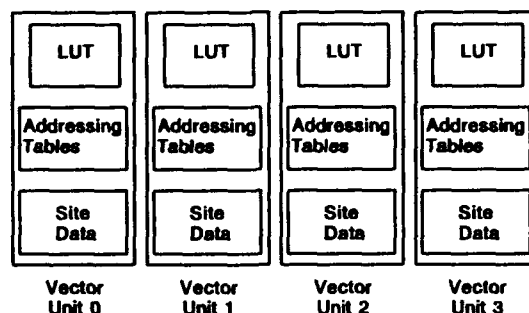 LUT LUT LUT LUT
Addressing Addressing Addressing Addressing
Tables Tables Tables Tables
Site Site Site Site
Data Data Data Data
Vector Vector Vector Vector
Unit 0 Unit 1 Unit 2 Unit 3